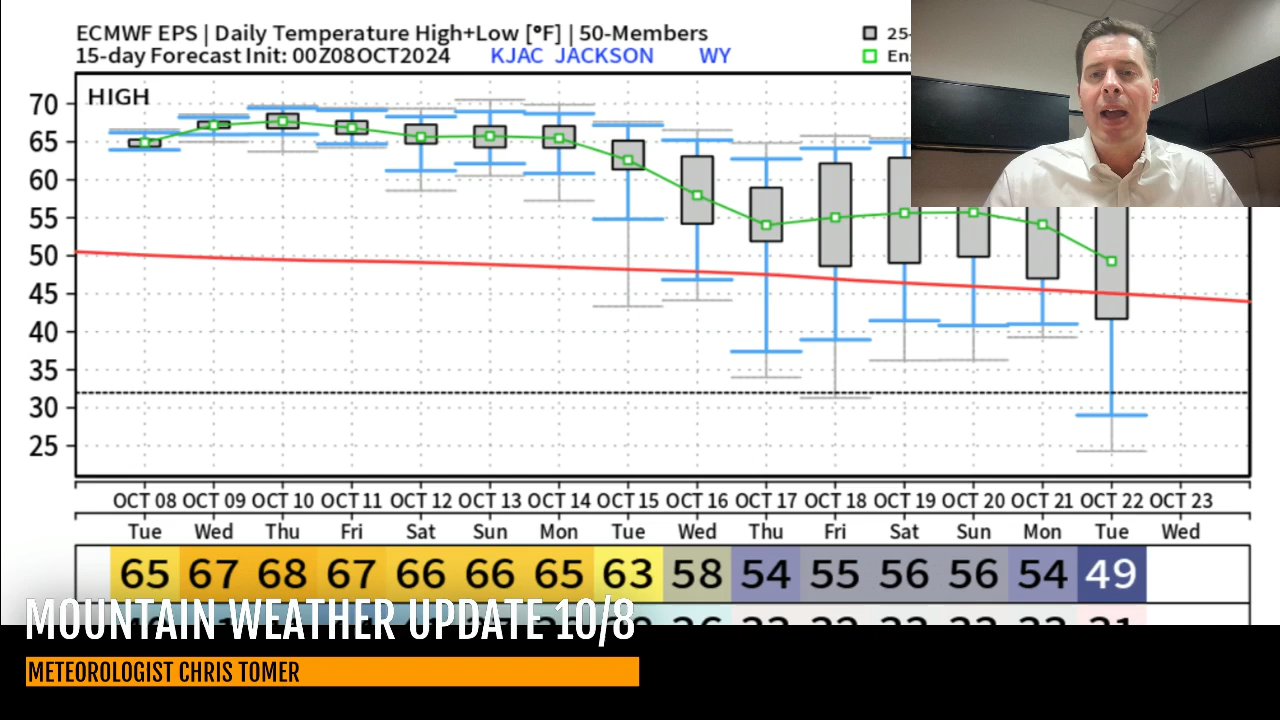 ECMWF EPS | Daily Temperature High+Low [°F] | 50-Members
15-day Forecast Init: 00Z08OCT2024 KJAC JACKSON WY
25-
En
HIGH
70
65
60
55
50
45
40
35
30
25
OCT 08 OCT 09 OCT 10 OCT 11 OCT 12 OCT 13 OCT 14 OCT 15 OCT 16 OCT 17 OCT 18 OCT 19 OCT 20 OCT 21 OCT 22 OCT 23
Tue Wed Thu Fri Sat Sun Mon Tue Wed Thu Fri Sat Sun Mon Tue Wed
65 67 68 67 66 66 65 63 58 54 55 56 56 54 49
MOUNTAIN WEATHER UPDATE 10/8
METEOROLOGIST CHRIS TOMER